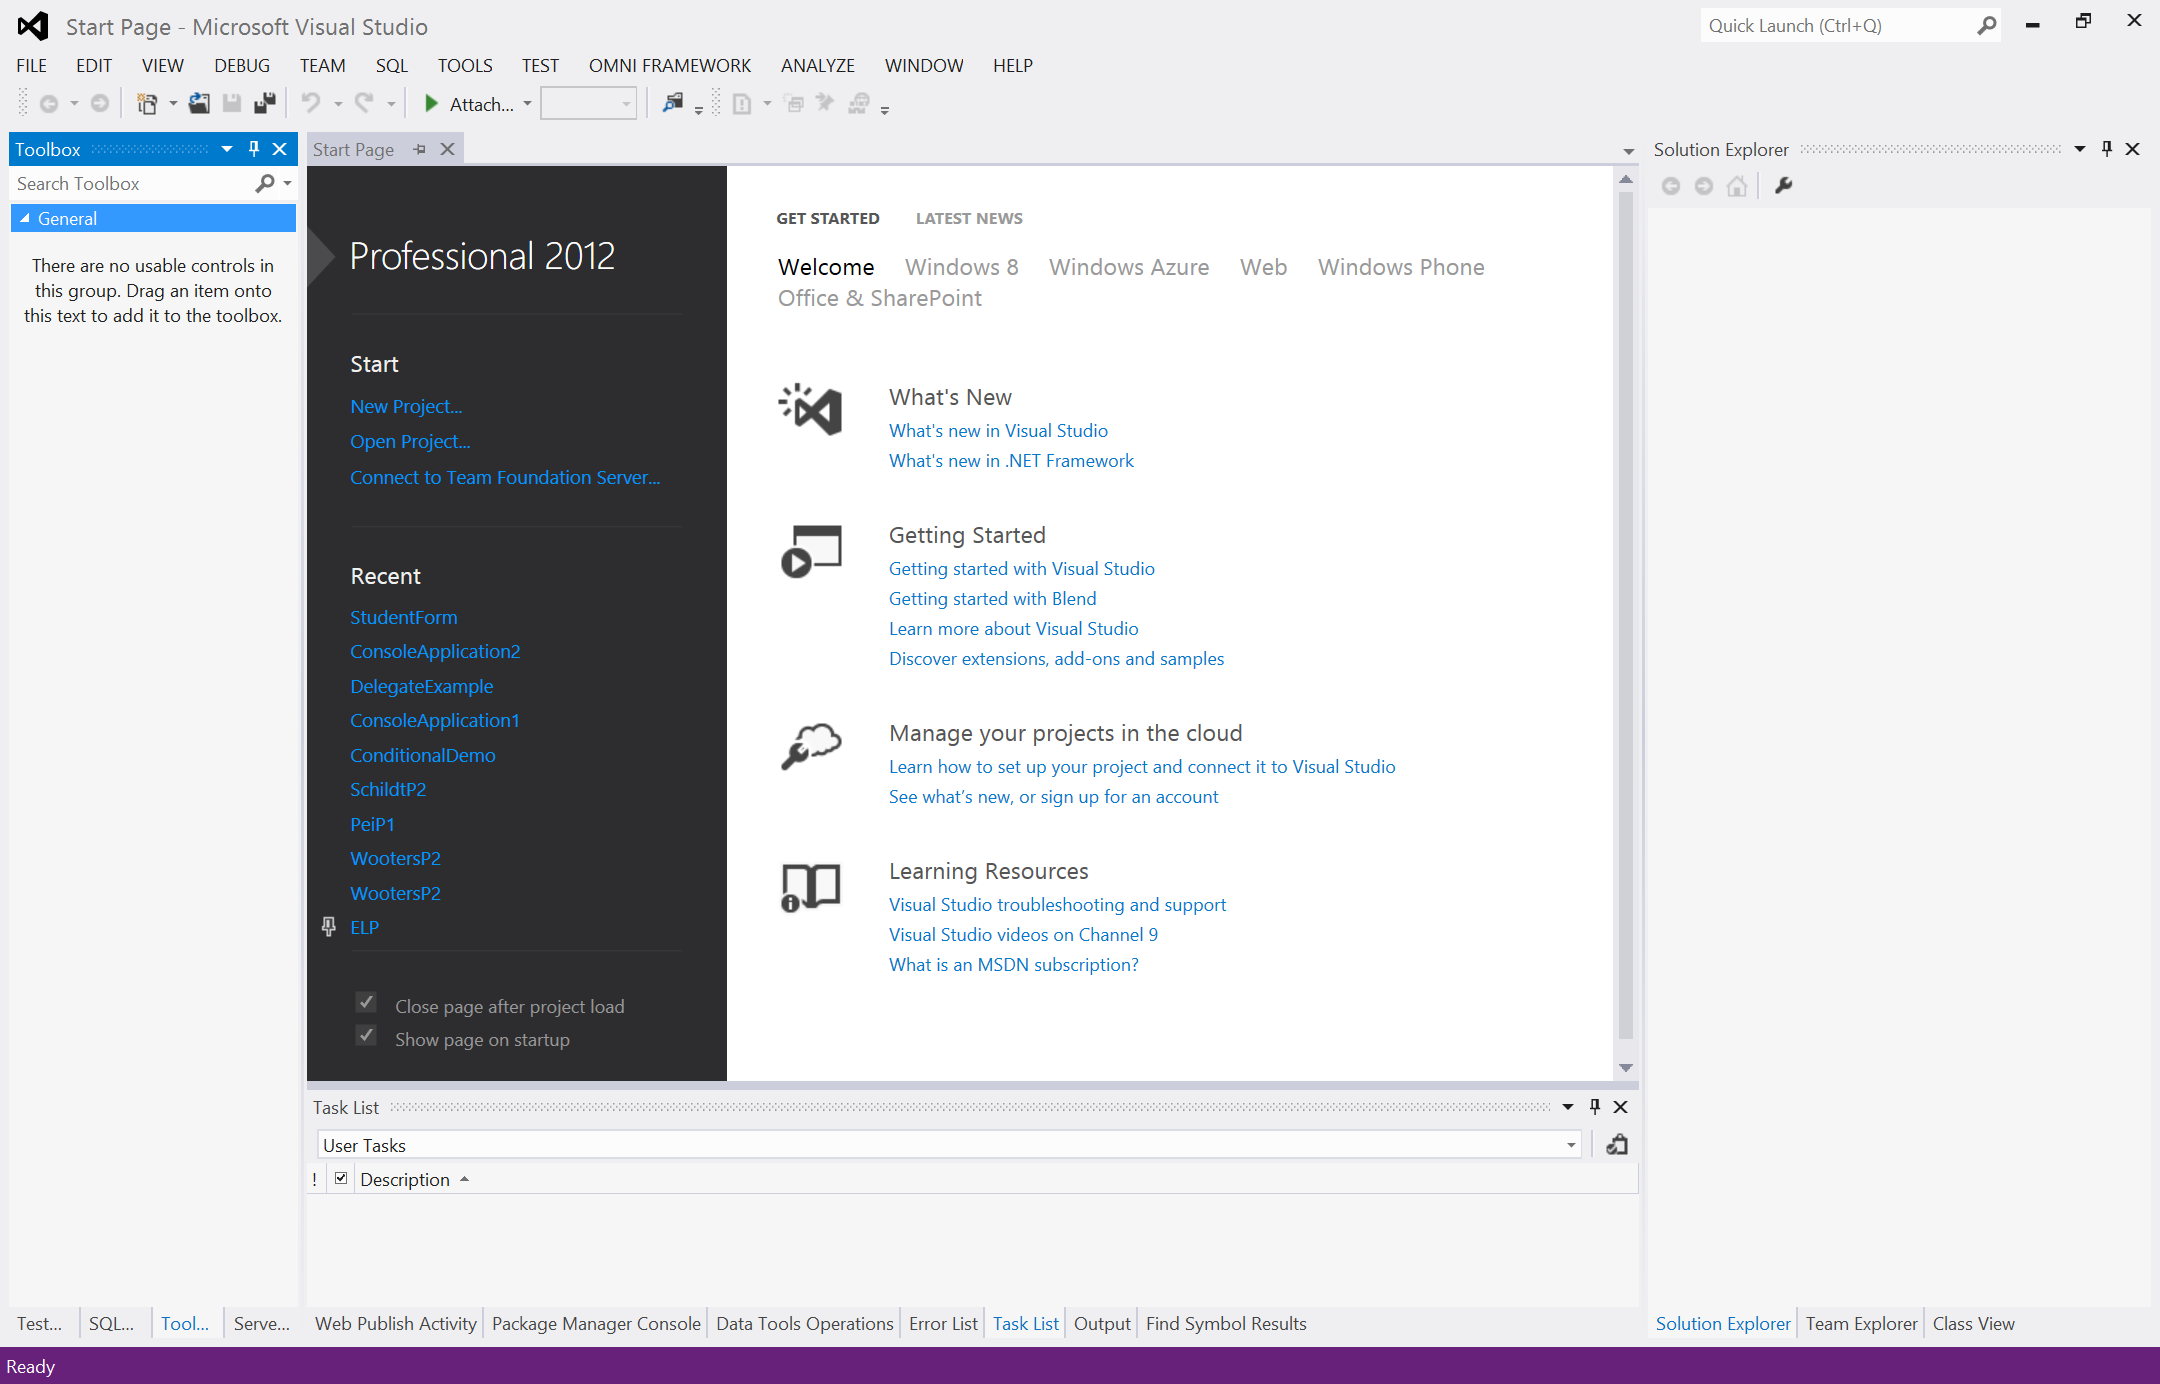 Start Page - Microsoft Visual Studio
Quick Launch (Ctrl+Q)
FILE EDIT VIEW DEBUG TEAM SQL TOOLS TEST OMNI FRAMEWORK ANALYZE WINDOW HELP
Attach...
Toolbox
Search Toolbox
General
There are no usable controls in
this group. Drag an item onto
this text to add it to the toolbox.
Start Page
Professional 2012
Start
New Project...
Open Project...
Connect to Team Foundation Server...
Recent
StudentForm
ConsoleApplication2
DelegateExample
ConsoleApplication1
ConditionalDemo
SchildtP2
PeiP1
WootersP2
WootersP2
ELP
Close page after project load
Show page on startup
GET STARTED LATEST NEWS
Welcome Windows 8 Windows Azure Web Windows Phone
Office & SharePoint
What's New
What's new in Visual Studio
What's new in .NET Framework
Getting Started
Getting started with Visual Studio
Getting started with Blend
Learn more about Visual Studio
Discover extensions, add-ons and samples
Manage your projects in the cloud
Learn how to set up your project and connect it to Visual Studio
See what's new, or sign up for an account
Learning Resources
Visual Studio troubleshooting and support
Visual Studio videos on Channel 9
What is an MSDN subscription?
Solution Explorer
Task List
User Tasks
! Description
Test... SQL... Tool... Serve...
Web Publish Activity Package Manager Console Data Tools Operations Error List Task List Output Find Symbol Results
Solution Explorer Team Explorer Class View
Ready